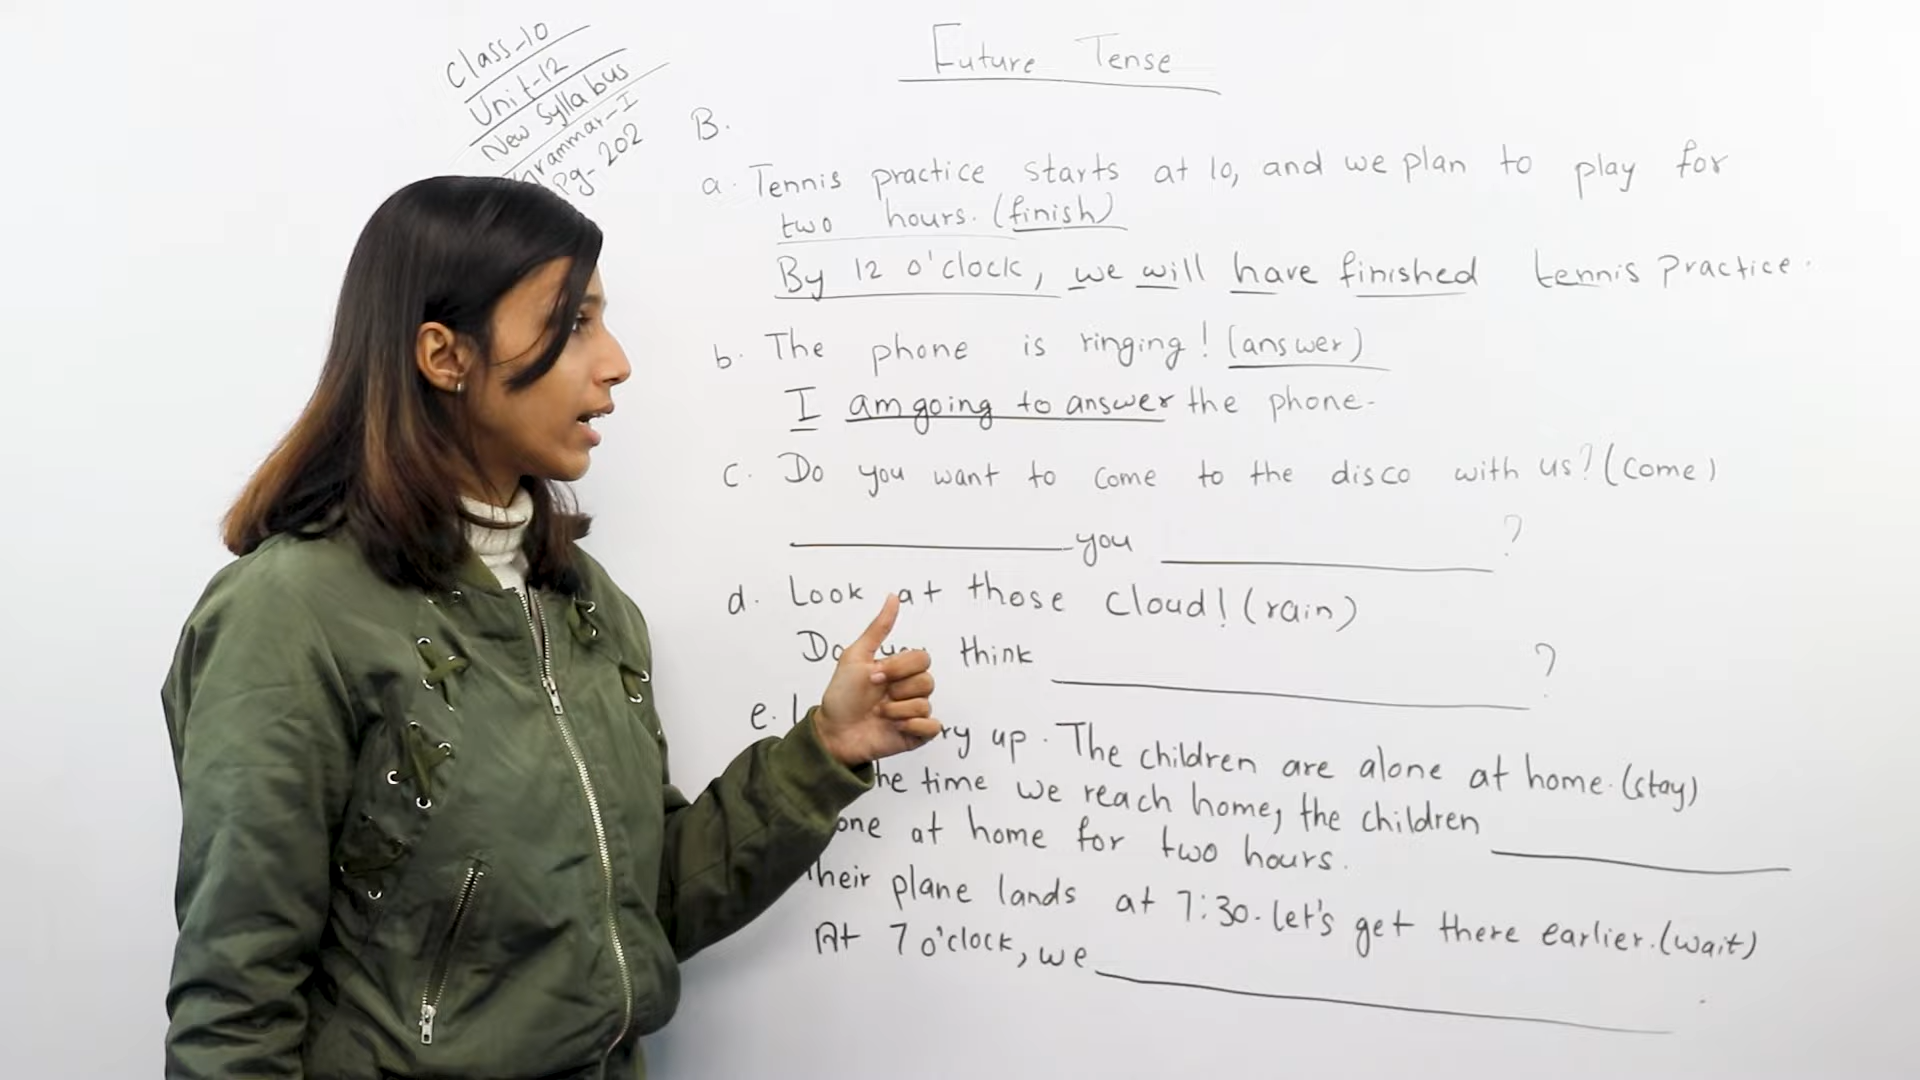 Class-10
Unit-12
New Syllabus
Grammar-I
Pg-202
Future Tense
B.
a. Tennis practice starts at 10, and we plan to play for
two hours. (finish)
By 12 o'clock, we will have finished tennis practice.
b. The phone is ringing! (answer)
I am going to answer the phone.
c. Do you want to come to the disco with us? (come)
you ?
d. Look at those cloud! (rain)
Do you think ?
e. up. The children are alone at home. (stay)
the time we reach home, the children
at home for two hours.
Their plane lands at 7:30. let's get there earlier. (wait)
At 7 o'clock, we